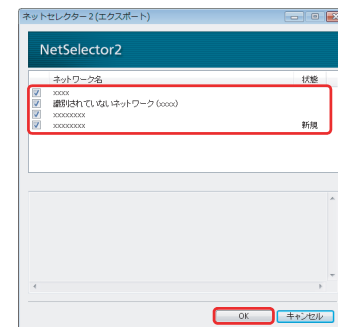 ネットセレクター2(エクスポート)
NetSelector2
ネットワーク名 状態
xxxx
識別されていないネットワーク(xxxx)
xxxxxxxx
xxxxxxxx 新規
OK キャンセル